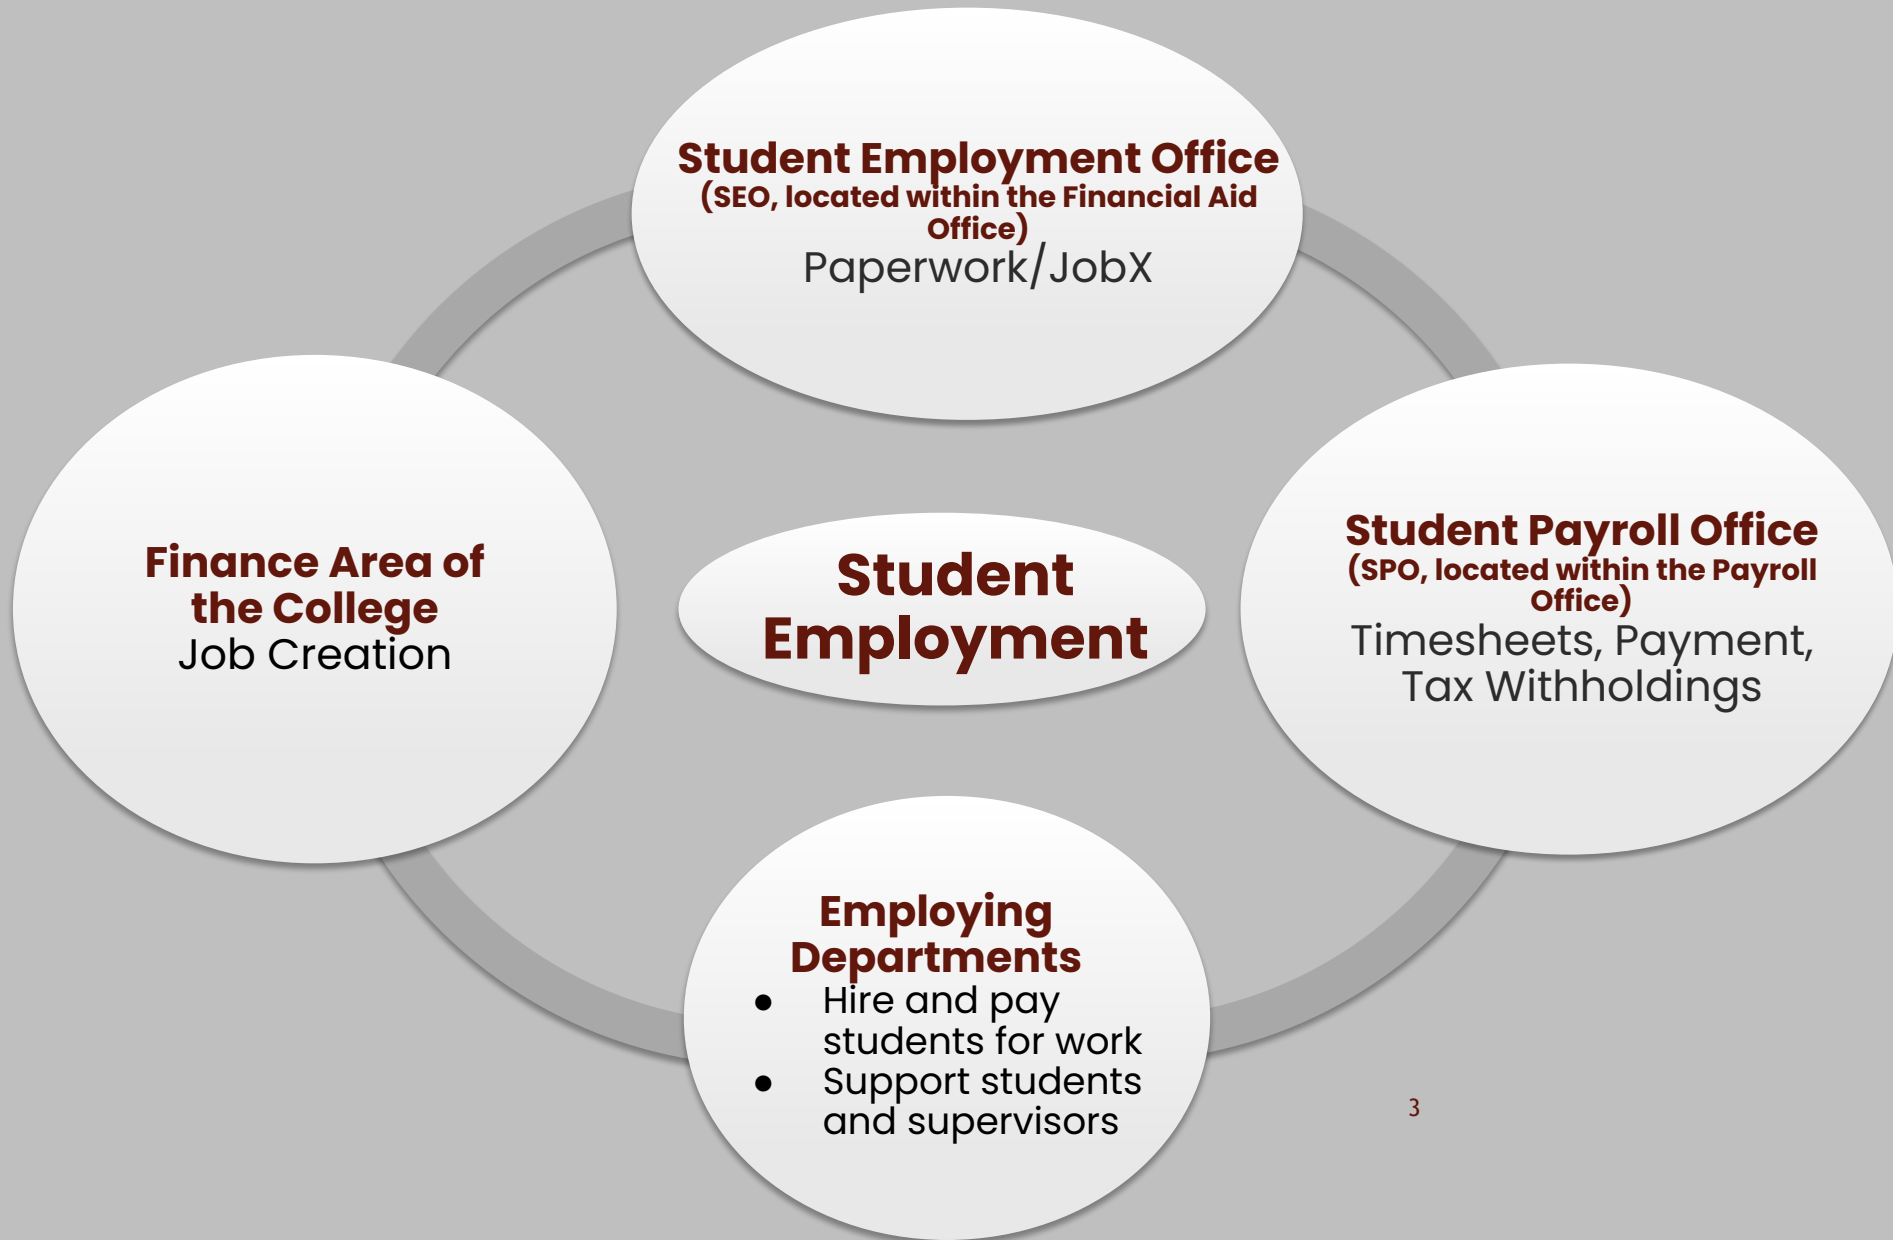 Student Employment Office
(SEO, located within the Financial Aid
Office)
Paperwork/JobX
Finance Area of
the College
Job Creation
Student
Employment
Student Payroll Office
(SPO, located within the Payroll
Office)
Timesheets, Payment,
Tax Withholdings
Employing
Departments
● Hire and pay
students for work
● Support students
and supervisors
3